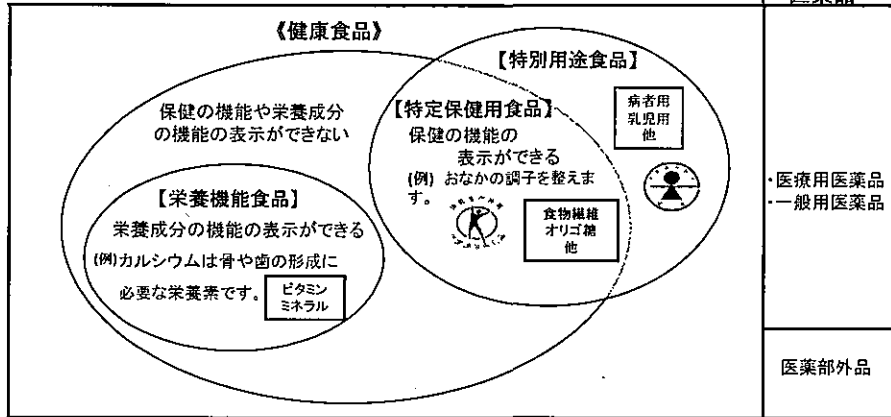 《健康食品》
【特別用途食品】
病者用
乳児用
他
保健の機能や栄養成分
の機能の表示ができない
【特定保健用食品】
保健の機能の
表示ができる
(例) おなかの調子を整えま
す。
食物繊維
オリゴ糖
他
【栄養機能食品】
栄養成分の機能の表示ができる
(例)カルシウムは骨や歯の形成に
必要な栄養素です。
ビタミン
ミネラル
・医療用医薬品
・一般用医薬品
医薬部外品